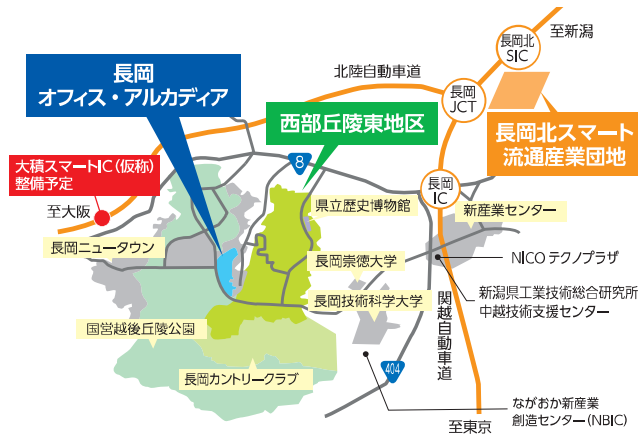 長岡北
SIC
至新潟
北陸自動車道
長岡
オフィス・アルカディア
長岡
JCT
西部丘陵東地区
長岡北スマート
流通産業団地
大積スマートIC(仮称)
整備予定
8
至大阪
県立歴史博物館
長岡
IC
新産業センター
長岡ニュータウン
長岡崇徳大学
NICO テクノプラザ
長岡技術科学大学
新潟県工業技術総合研究所
中越技術支援センター
関越自動車道
国営越後丘陵公園
長岡カントリークラブ
404
ながおか新産業
創造センター(NBIC)
至東京